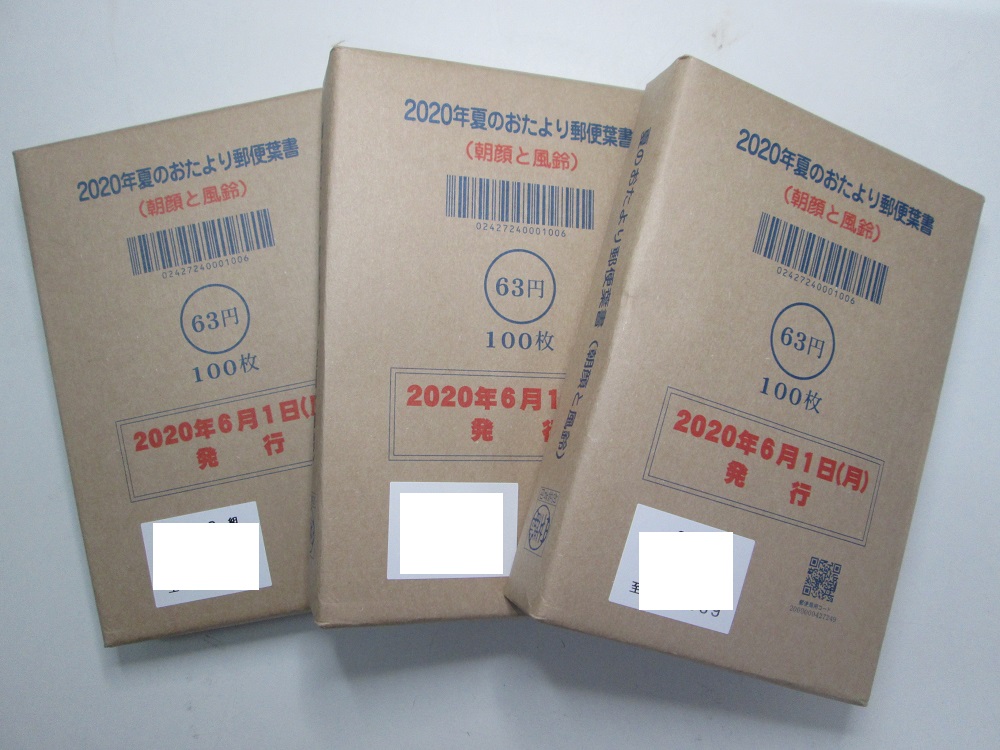 2020年夏のおたより郵便葉書
(朝顔と風鈴)
02427240001006
63円
100枚
2020年6月1日(
発行
組
至
2020年夏のおたより郵便葉書
(朝顔と風鈴)
02427240001006
63円
100枚
2020年6月1
発行
のおたより郵便葉書(朝顔と風鈴)
2020年夏のおたより郵便葉書
(朝顔と風鈴)
02427240001006
63円
100枚
2020年6月1日(月)
発行
至
9